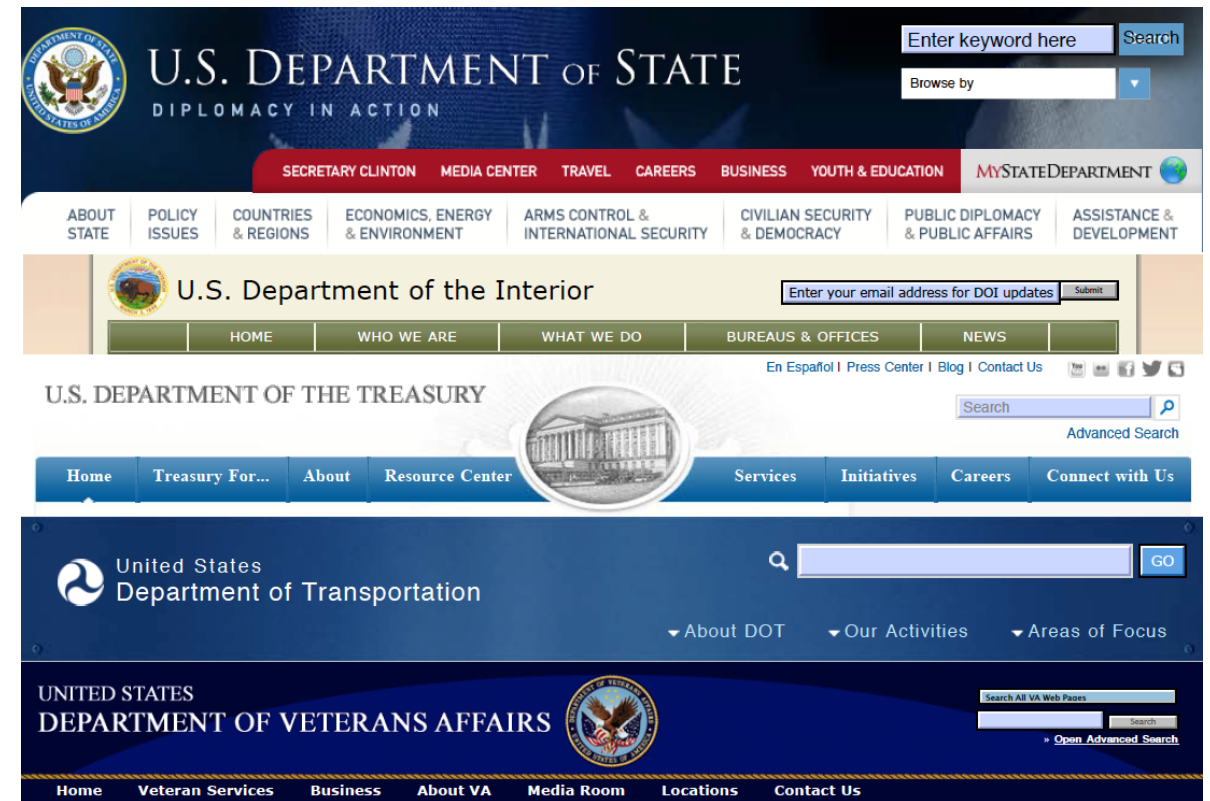 U.S. DEPARTMENT OF STATE
DIPLOMACY IN ACTION
Enter keyword here Search
Browse by
SECRETARY CLINTON MEDIA CENTER TRAVEL CAREERS BUSINESS YOUTH & EDUCATION MYSTATEDEPARTMENT
ABOUT STATE POLICY ISSUES COUNTRIES & REGIONS ECONOMICS, ENERGY & ENVIRONMENT ARMS CONTROL & INTERNATIONAL SECURITY CIVILIAN SECURITY & DEMOCRACY PUBLIC DIPLOMACY & PUBLIC AFFAIRS ASSISTANCE & DEVELOPMENT
U.S. Department of the Interior
Enter your email address for DOI updates Submit
HOME WHO WE ARE WHAT WE DO BUREAUS & OFFICES NEWS
En Español I Press Center I Blog I Contact Us
U.S. DEPARTMENT OF THE TREASURY
Search
Advanced Search
Home Treasury For... About Resource Center Services Initiatives Careers Connect with Us
United States
Department of Transportation
GO
About DOT Our Activities Areas of Focus
UNITED STATES
DEPARTMENT OF VETERANS AFFAIRS
Search All VA Web Pages
Search
» Open Advanced Search
Home Veteran Services Business About VA Media Room Locations Contact Us